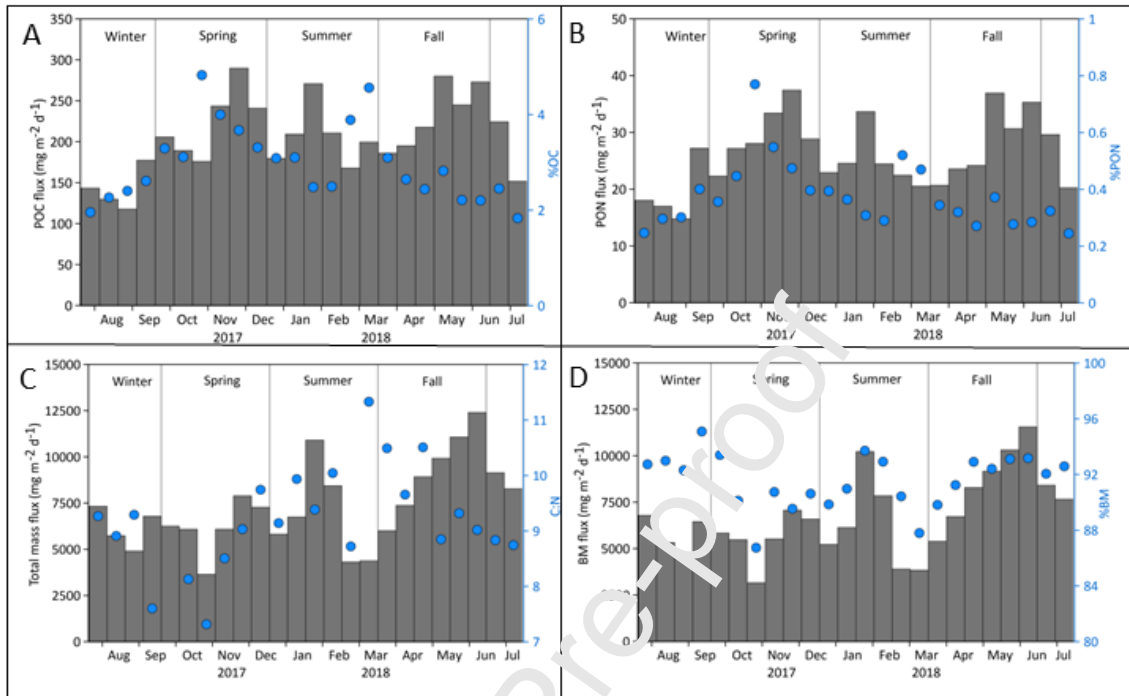 A
POC flux (mg m⁻² d⁻¹)
350
300
250
200
150
100
50
0
Winter Spring Summer Fall
6
4
2
0
%OC
Aug Sep Oct Nov Dec Jan Feb Mar Apr May Jun Jul
2017 2018
B
PON flux (mg m⁻² d⁻¹)
50
40
30
20
10
0
Winter Spring Summer Fall
1
0.8
0.6
0.4
0.2
0
%PON
Aug Sep Oct Nov Dec Jan Feb Mar Apr May Jun Jul
2017 2018
C
Total mass flux (mg m⁻² d⁻¹)
15000
12500
10000
7500
5000
2500
0
Winter Spring Summer Fall
12
11
10
9
8
7
C:N
Aug Sep Oct Nov Dec Jan Feb Mar Apr May Jun Jul
2017 2018
D
BM flux (mg m⁻² d⁻¹)
15000
12500
10000
7500
5000
0
Winter Spring Summer Fall
100
96
92
88
84
80
%BM
Aug Sep Oct Nov Dec Jan Feb Mar Apr May Jun Jul
2017 2018
Pre-proof